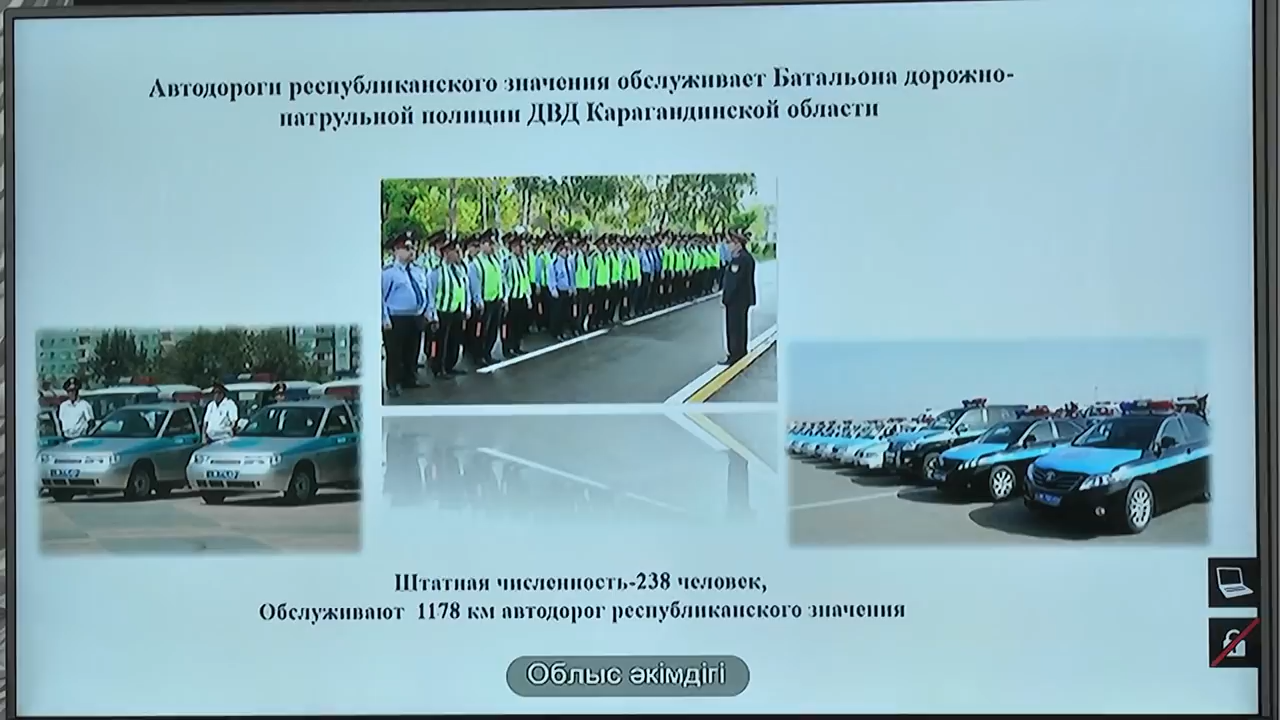 Автодороги республиканского значения обслуживает Батальона дорожно-
патрульной полиции ДВД Карагандинской области
Штатная численность-238 человек,
Обслуживают 1178 км автодорог республиканского значения
Облыс әкімдігі